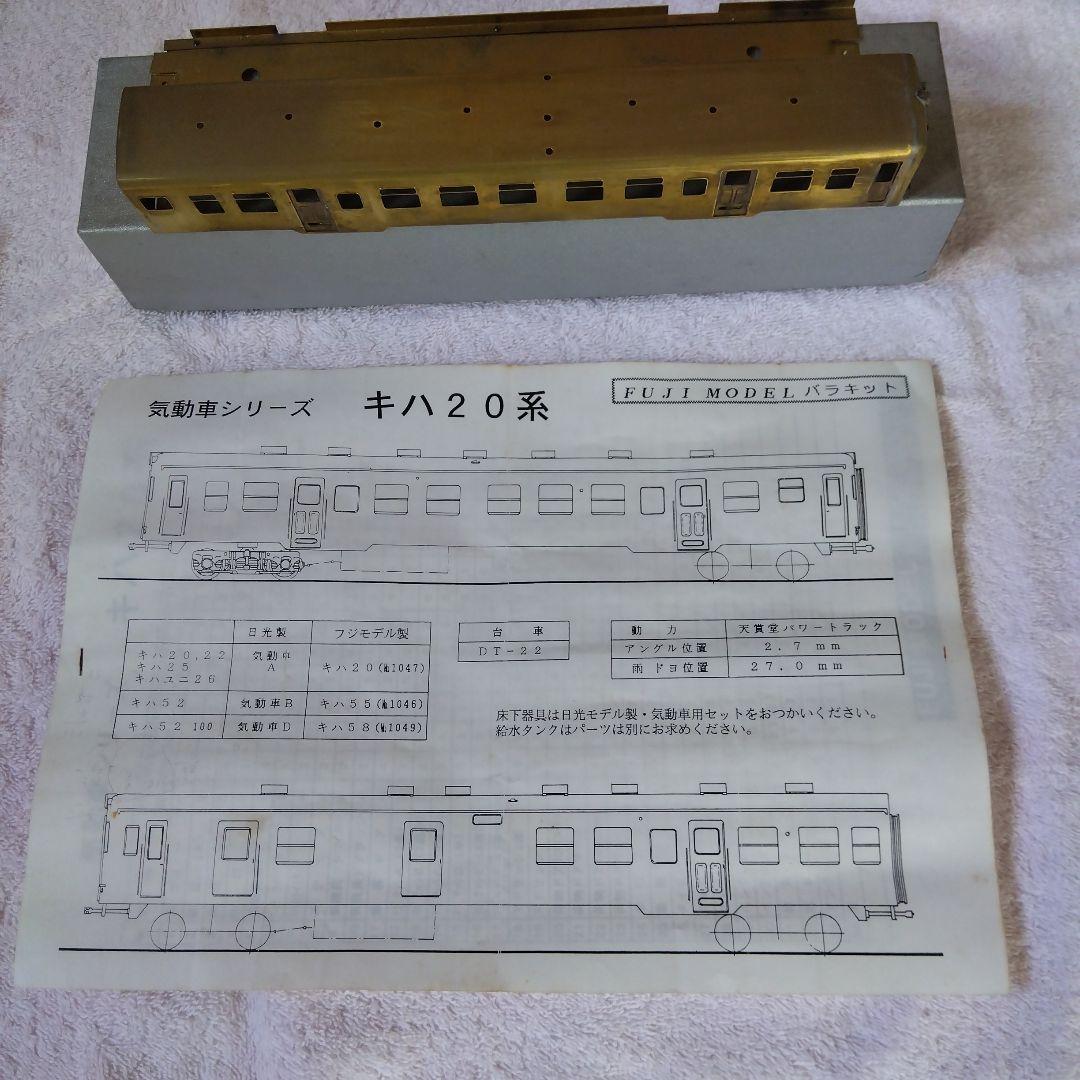 気動車シリーズ キハ20系 FUJI MODEL バラキット
日光製 フジモデル製
キハ20,22
キハ25
キハユニ26
気動車
A
キハ20(№1047)
キハ52 気動車B キハ55(№1046)
キハ52 100 気動車D キハ58(№1049)
台車
DT-22
動力 天賞堂パワートラック
アングル位置 2.7mm
雨ドヨ位置 27.0mm
床下器具は日光モデル製・気動車用セットをおつかいください。
給水タンクはパーツは別にお求めください。